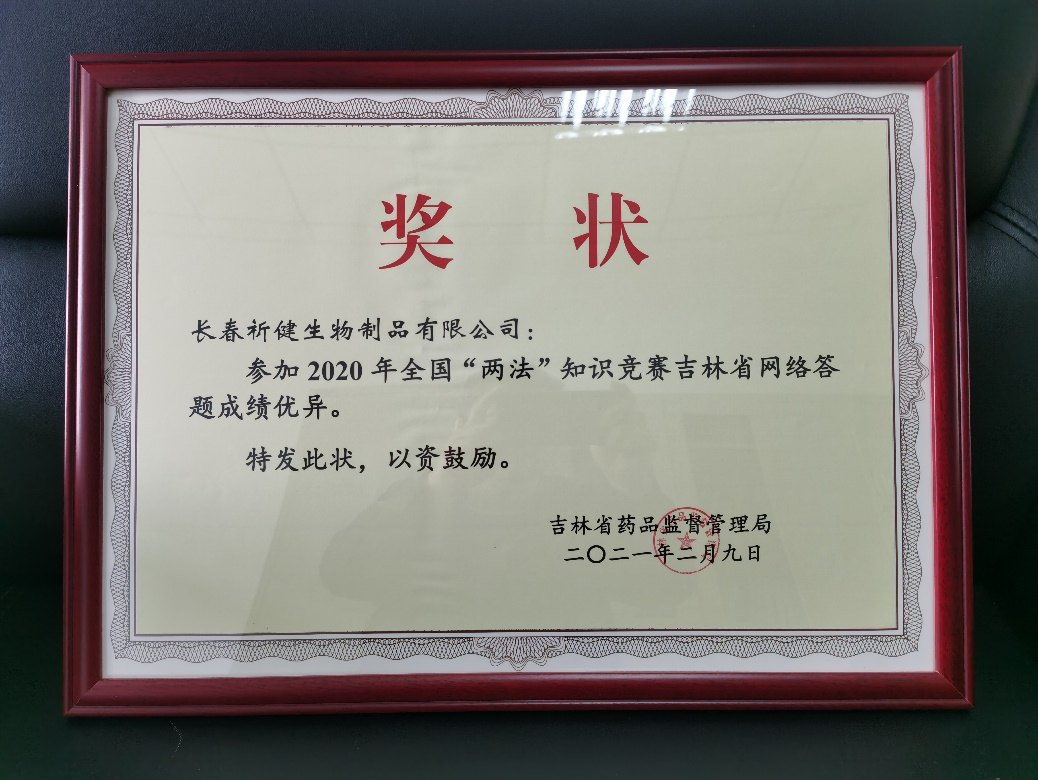 奖 状
长春祈健生物制品有限公司：
参加2020年全国“两法”知识竞赛吉林省网络答
题成绩优异。
特发此状，以资鼓励。
吉林省药品监督管理局
二〇二一年二月九日